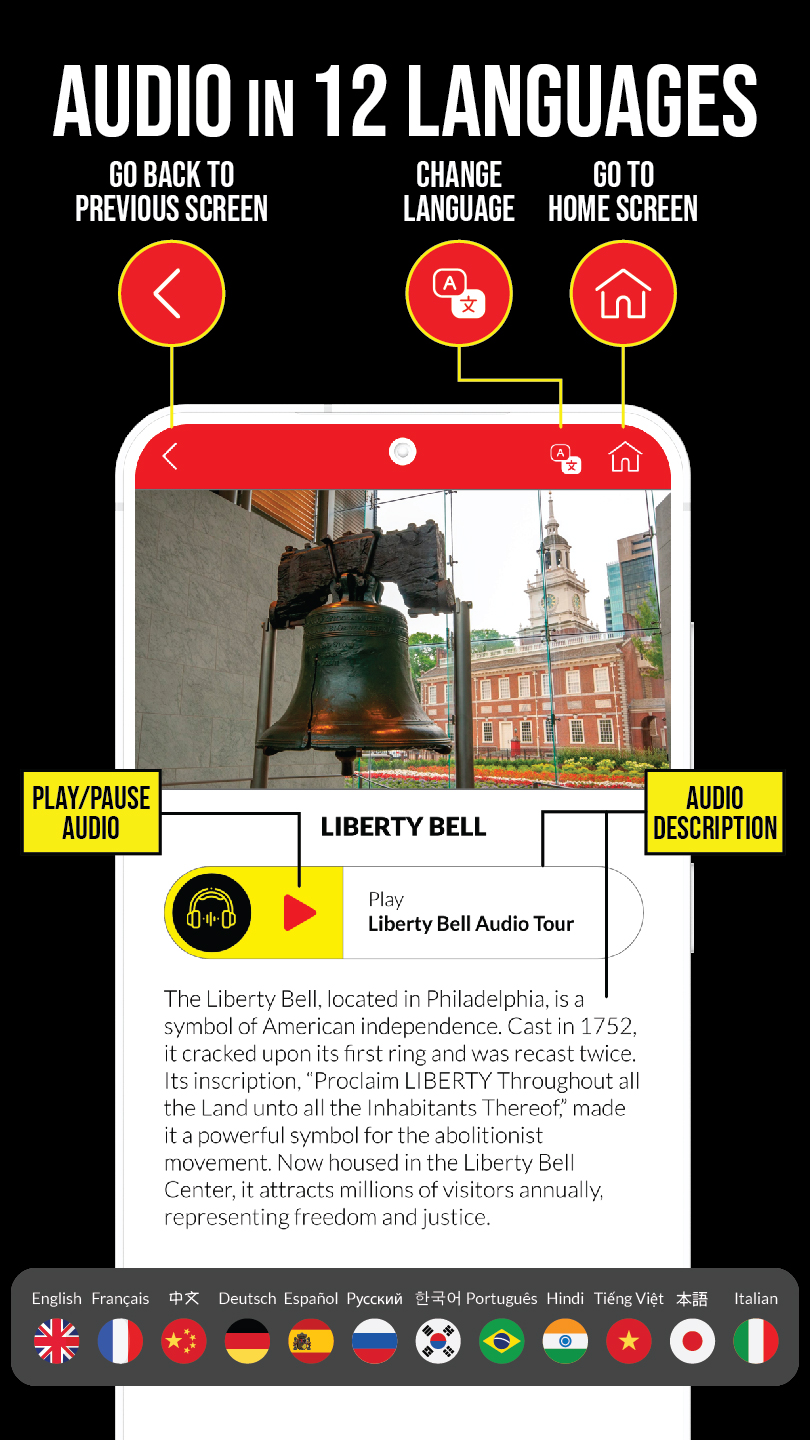 AUDIO IN 12 LANGUAGES
GO BACK TO
PREVIOUS SCREEN
CHANGE
LANGUAGE
GO TO
HOME SCREEN
A
文
A
文
PLAY/PAUSE
AUDIO
AUDIO
DESCRIPTION
LIBERTY BELL
Play
Liberty Bell Audio Tour
The Liberty Bell, located in Philadelphia, is a
symbol of American independence. Cast in 1752,
it cracked upon its first ring and was recast twice.
Its inscription, “Proclaim LIBERTY Throughout all
the Land unto all the Inhabitants Thereof,” made
it a powerful symbol for the abolitionist
movement. Now housed in the Liberty Bell
Center, it attracts millions of visitors annually,
representing freedom and justice.
English Français 中文 Deutsch Español Русский 한국어 Português Hindi Tiếng Việt 本語 Italian